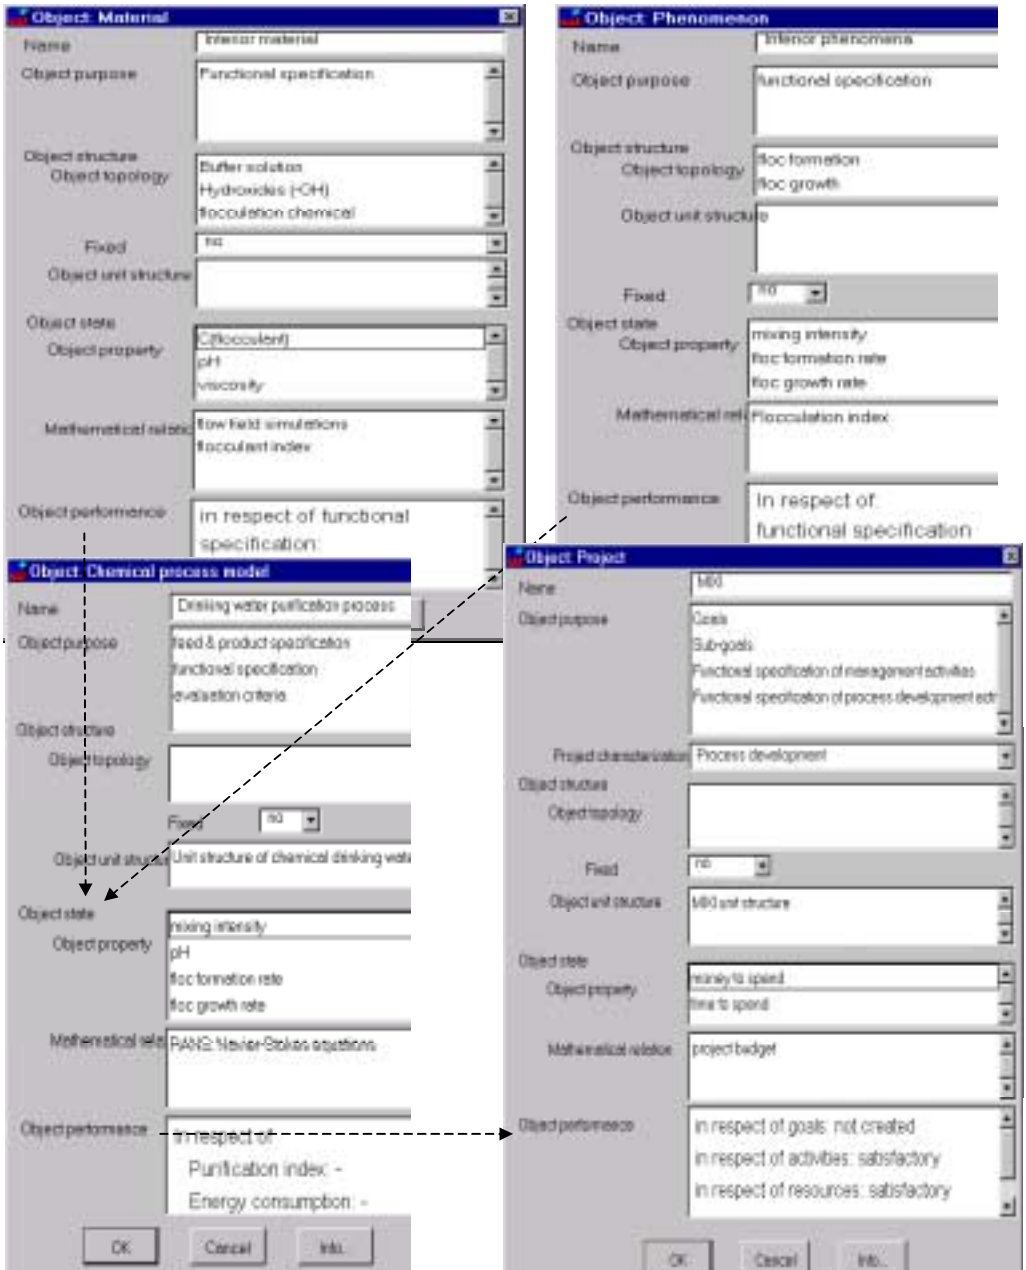 Object: Material
Name
Interior material
Object purpose
Functional specification
Object structure
Object topology
Buffer solution
Hydroxides (-OH)
flocculation chemical
Fixed
no
Object unit structure
Object state
Object property
C(flocculent)
pH
viscosity
Mathematical relatic
flow field simulations
flocculant index
Object performance
in respect of functional
specification:
Object: Phenomenon
Name
Interior phenomena
Object purpose
functional specification
Object structure
Object topology
floc formation
floc growth
Object unit structure
Fixed
no
Object state
Object property
mixing intensity
floc formation rate
floc growth rate
Mathematical rel
Flocculation index
Object performance
In respect of
functional specification
Object: Chemical process model
Name
Drinking water purification process
Object purpose
feed & product specification
functional specification
evaluation criteria
Object structure
Object topology
Fixed
no
Object unit structur
Unit structure of chemical drinking wate
Object state
Object property
mixing intensity
pH
floc formation rate
floc growth rate
Mathematical rela
RANS: Navier-Stokes equations
Object performance
In respect of
Purification index: -
Energy consumption: -
OK
Cancel
Info...
Object: Project
Name
MIXI
Object purpose
Goals
Sub-goals
Functional specification of management activities
Functional specification of process development acti
Project characterization
Process development
Object structure
Object topology
Fixed
no
Object unit structure
MIXI unit structure
Object state
Object property
money to spend
time to spend
Mathematical relation
project budget
Object performance
in respect of goals: not created
in respect of activities: satisfactory
in respect of resources: satisfactory
OK
Cancel
Info...